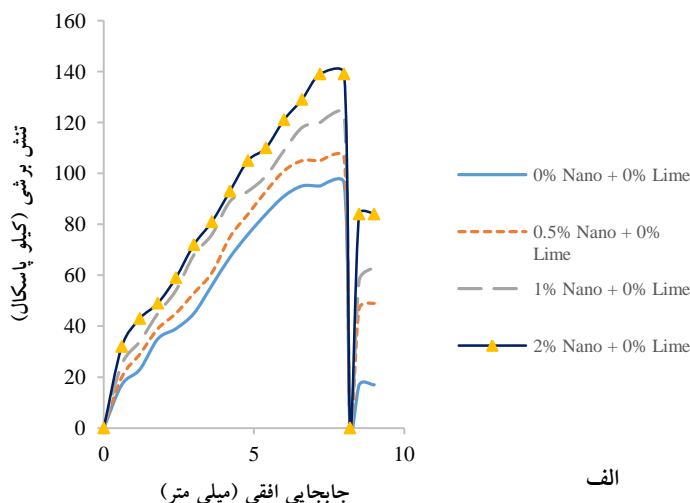 160
140
120
100
80
60
40
20
0
0
5
10
تنش برشی (کیلو پاسکال)
جابجایی افقی (میلی متر)
0% Nano + 0% Lime
0.5% Nano + 0%
Lime
1% Nano + 0% Lime
2% Nano + 0% Lime
الف